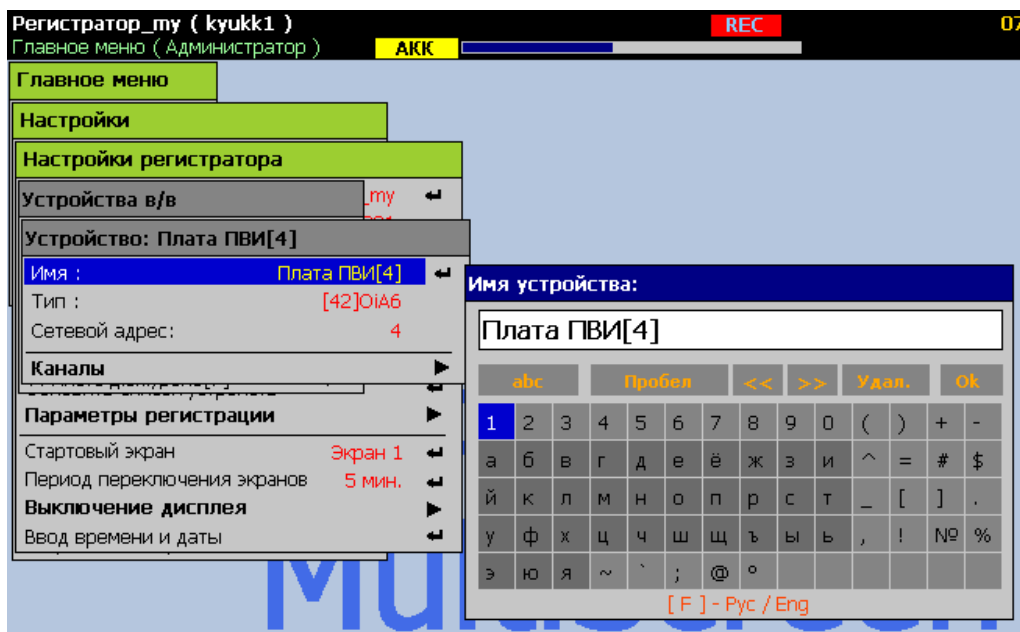 Регистратор_my ( kyukk1 )
REC
07
Главное меню ( Администратор )
АКК
Главное меню
Настройки
Настройки регистратора
Устройства в/в
_my
Устройство: Плата ПВИ[4]
Имя :
Плата ПВИ[4]
Тип :
[42]OiA6
Сетевой адрес:
4
Каналы
Параметры регистрации
Стартовый экран
Экран 1
Период переключения экранов
5 мин.
Выключение дисплея
Ввод времени и даты
Имя устройства:
Плата ПВИ[4]
abc Пробел << >> Удал. Ok
1 2 3 4 5 6 7 8 9 0 ( ) + -
а б в г д е ё ж з и ^ = # $
й к л м н о п р с т _ [ ] .
у ф х ц ч ш щ ъ ы ь , ! № %
э ю я ~ ` ; @ °
[ F ] - Рус / Eng